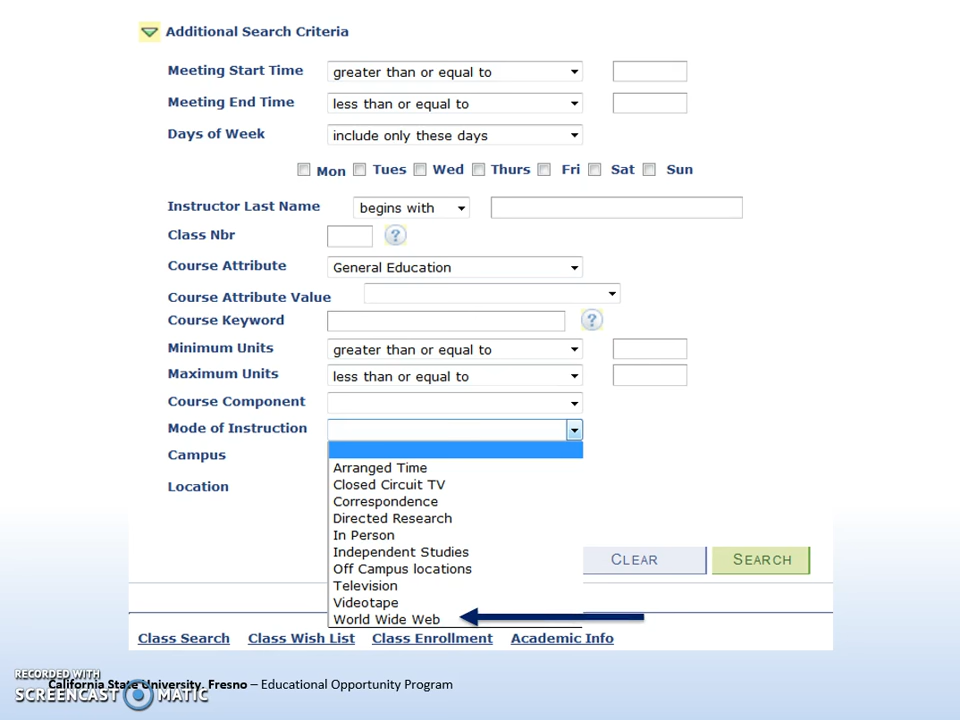 Additional Search Criteria
Meeting Start Time greater than or equal to
Meeting End Time less than or equal to
Days of Week include only these days
Mon Tues Wed Thurs Fri Sat Sun
Instructor Last Name begins with
Class Nbr ?
Course Attribute General Education
Course Attribute Value
Course Keyword ?
Minimum Units greater than or equal to
Maximum Units less than or equal to
Course Component
Mode of Instruction
Campus
Arranged Time
Closed Circuit TV
Location
Correspondence
Directed Research
In Person
Independent Studies
CLEAR SEARCH
Off Campus locations
Television
Videotape
World Wide Web
Class Search Class Wish List Class Enrollment Academic Info
RECORDED WITH
California State University, Fresno – Educational Opportunity Program
SCREENCAST MATIC